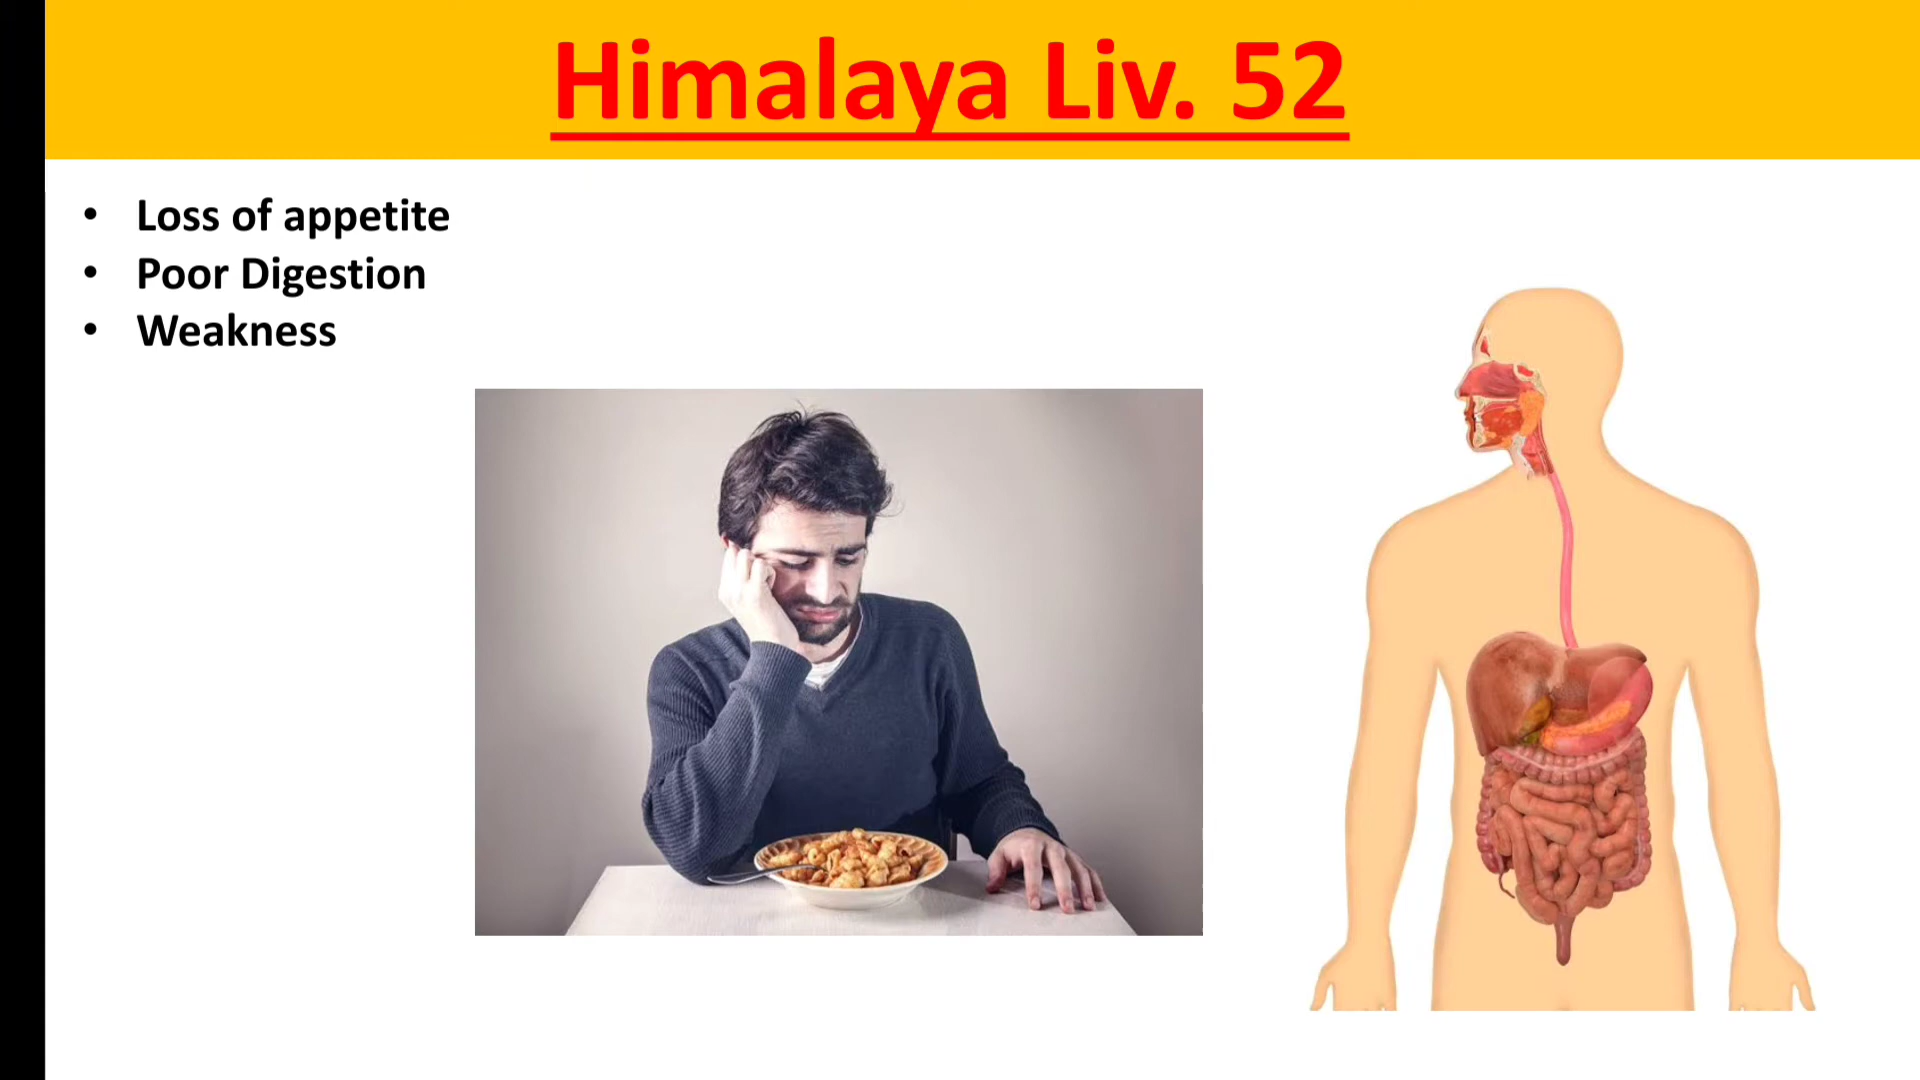 Himalaya Liv. 52
• Loss of appetite
• Poor Digestion
• Weakness